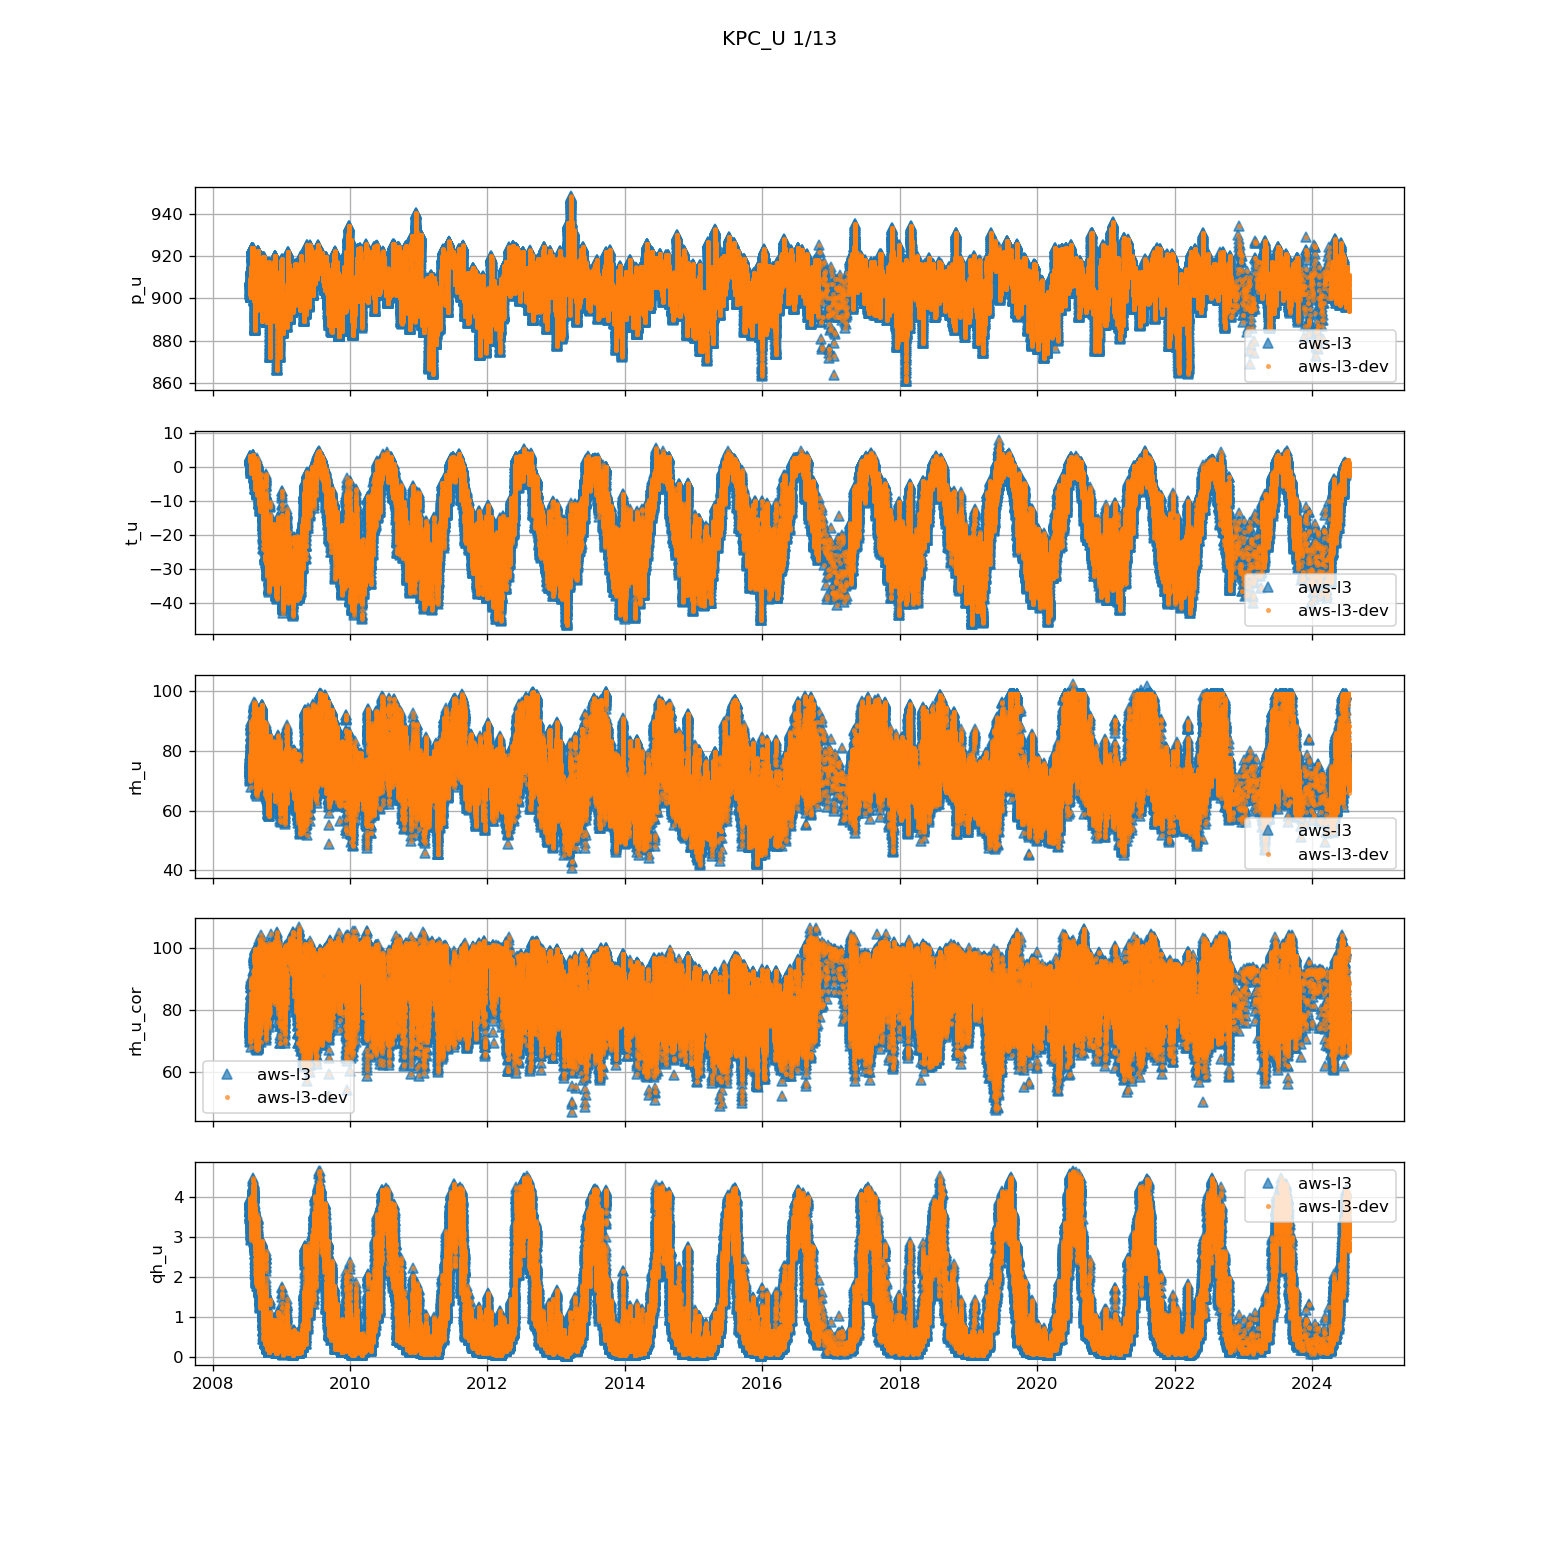 KPC_U 1/13
940
920
900
880
860
p_u
aws-l3
aws-l3-dev
10
0
−10
−20
−30
−40
t_u
aws-l3
aws-l3-dev
100
80
60
40
rh_u
aws-l3
aws-l3-dev
100
80
60
rh_u_cor
aws-l3
aws-l3-dev
4
3
2
1
0
qh_u
aws-l3
aws-l3-dev
2008 2010 2012 2014 2016 2018 2020 2022 2024